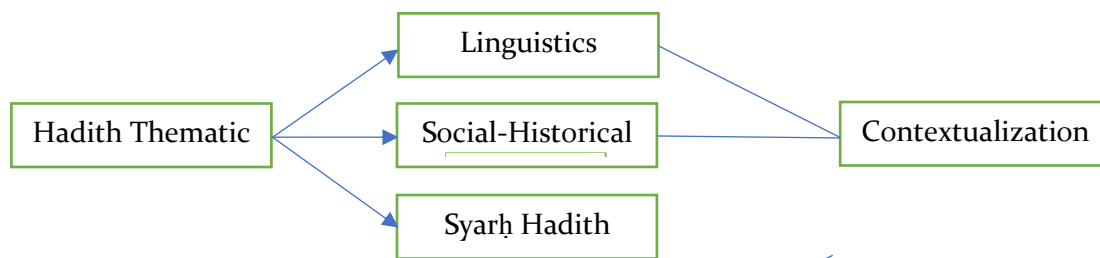 Linguistics
Hadith Thematic
Social-Historical
Contextualization
Syarḥ Hadith